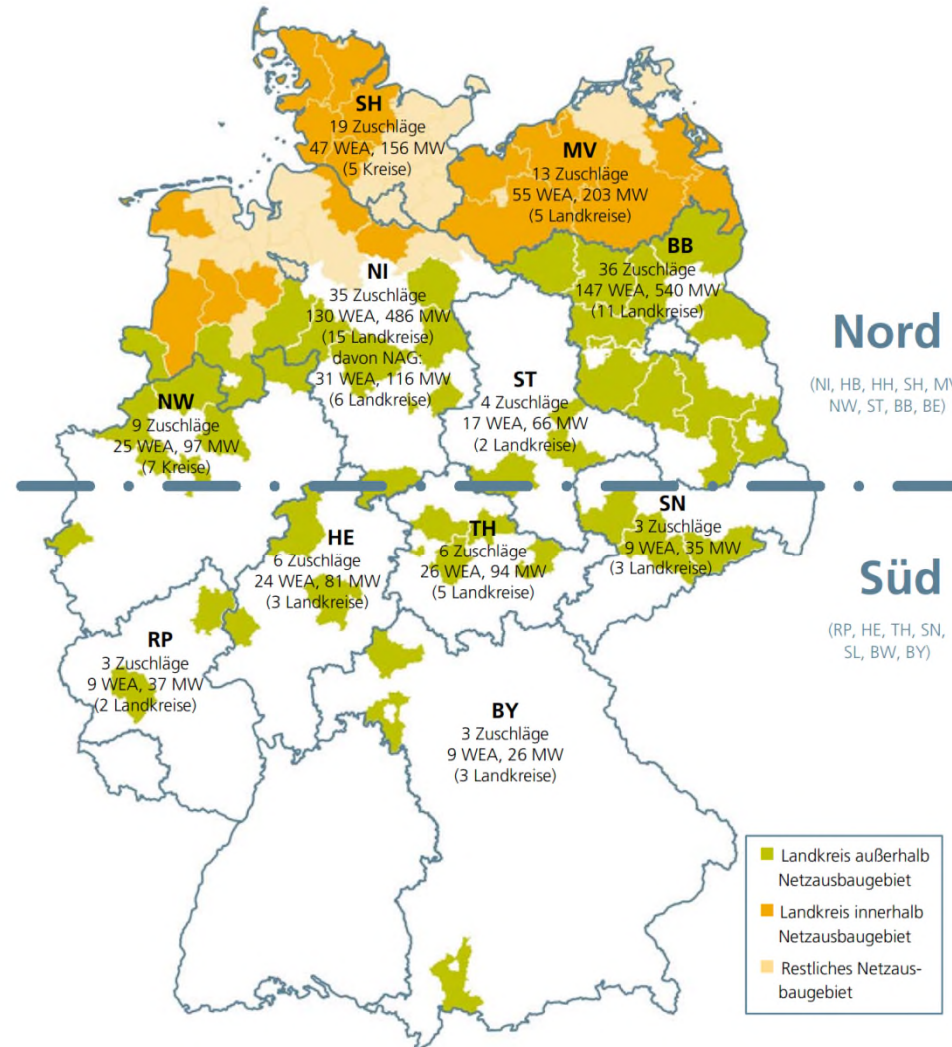 SH
19 Zuschläge
47 WEA, 156 MW
(5 Kreise)
MV
13 Zuschläge
55 WEA, 203 MW
(5 Landkreise)
BB
36 Zuschläge
147 WEA, 540 MW
(11 Landkreise)
NI
35 Zuschläge
130 WEA, 486 MW
(15 Landkreise)
davon NAG:
31 WEA, 116 MW
(6 Landkreise)
Nord
(NI, HB, HH, SH, MV
NW, ST, BB, BE)
ST
4 Zuschläge
17 WEA, 66 MW
(2 Landkreise)
NW
9 Zuschläge
25 WEA, 97 MW
(7 Kreise)
SN
3 Zuschläge
9 WEA, 35 MW
(3 Landkreise)
HE
6 Zuschläge
24 WEA, 81 MW
(3 Landkreise)
TH
6 Zuschläge
26 WEA, 94 MW
(5 Landkreise)
Süd
(RP, HE, TH, SN,
SL, BW, BY)
RP
3 Zuschläge
9 WEA, 37 MW
(2 Landkreise)
BY
3 Zuschläge
9 WEA, 26 MW
(3 Landkreise)
Landkreis außerhalb
Netzausbaugebiet
Landkreis innerhalb
Netzausbaugebiet
Restliches Netzaus-
baugebiet